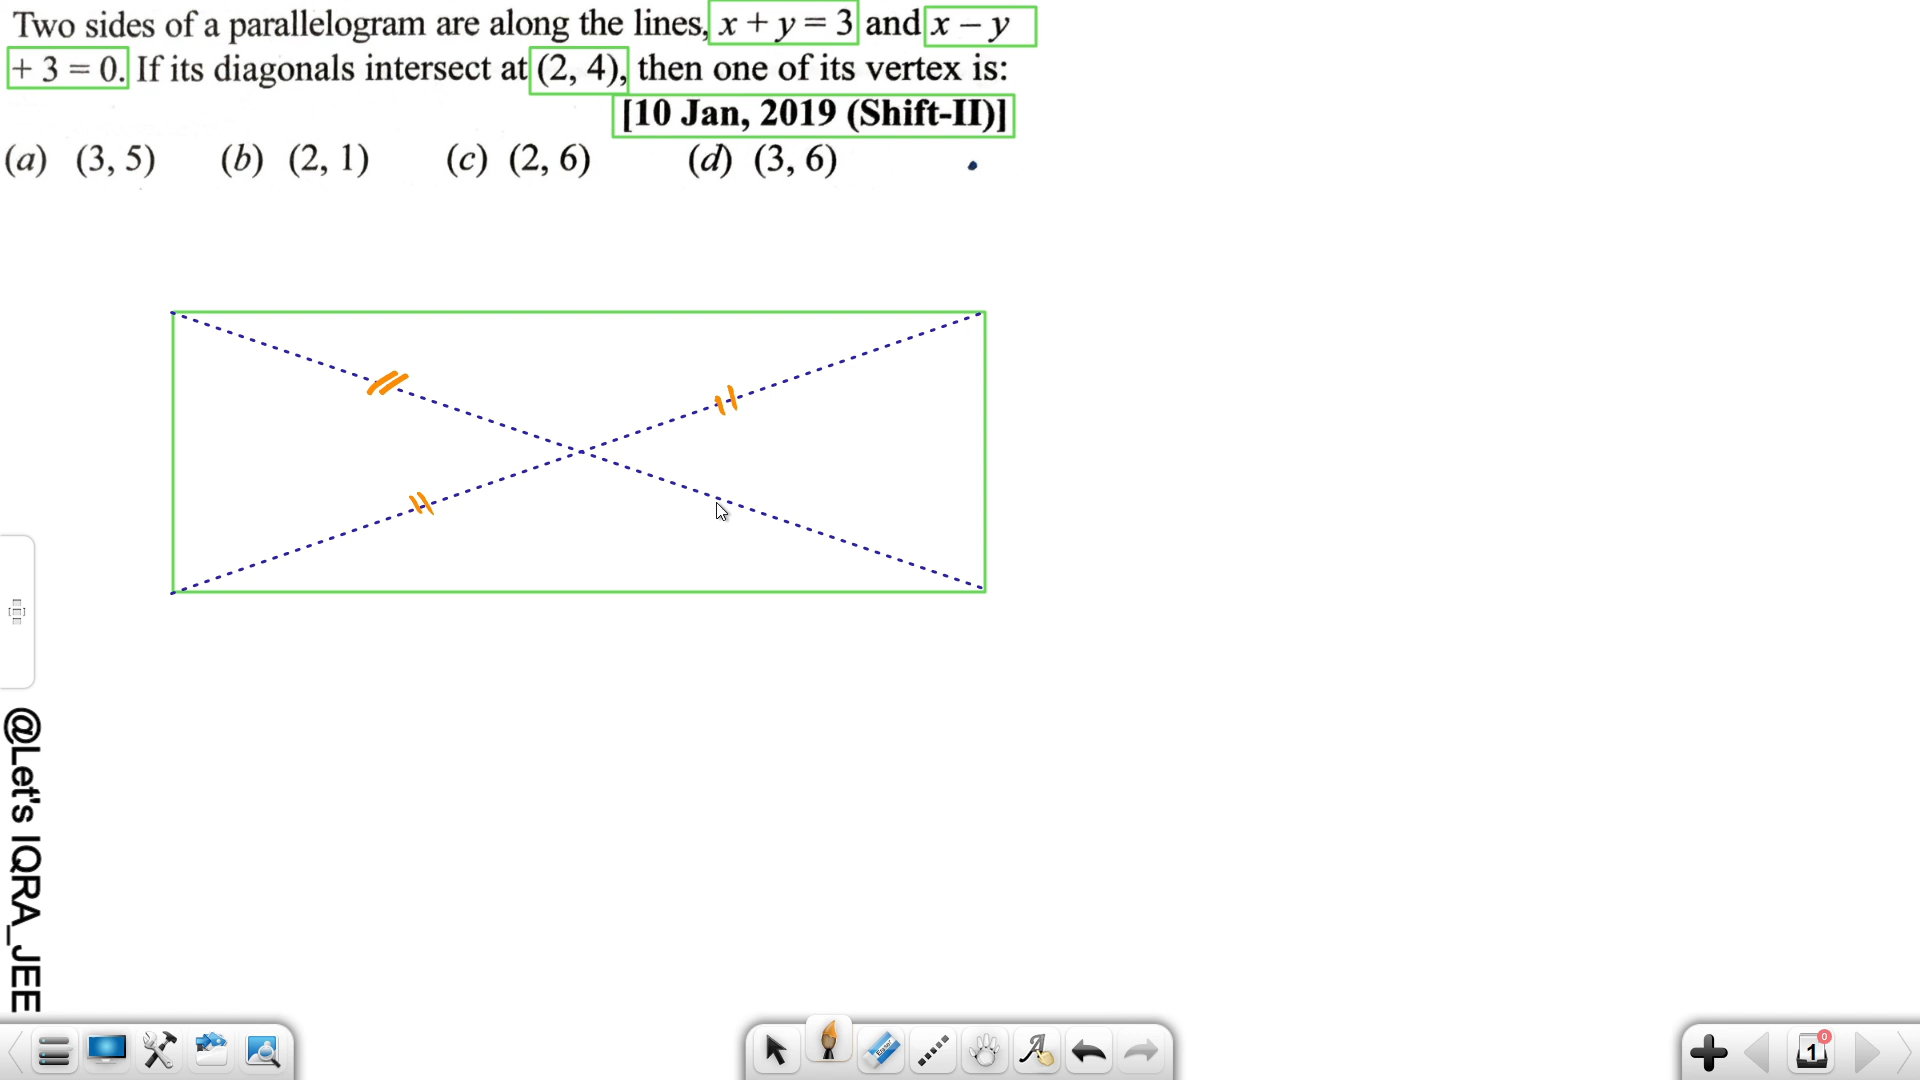 Two sides of a parallelogram are along the lines, x + y = 3 and x – y
+ 3 = 0. If its diagonals intersect at (2, 4), then one of its vertex is:
[10 Jan, 2019 (Shift-II)]
(a) (3, 5) (b) (2, 1) (c) (2, 6) (d) (3, 6)
@Let's IQRA_JEE
Eraser
A
1
0